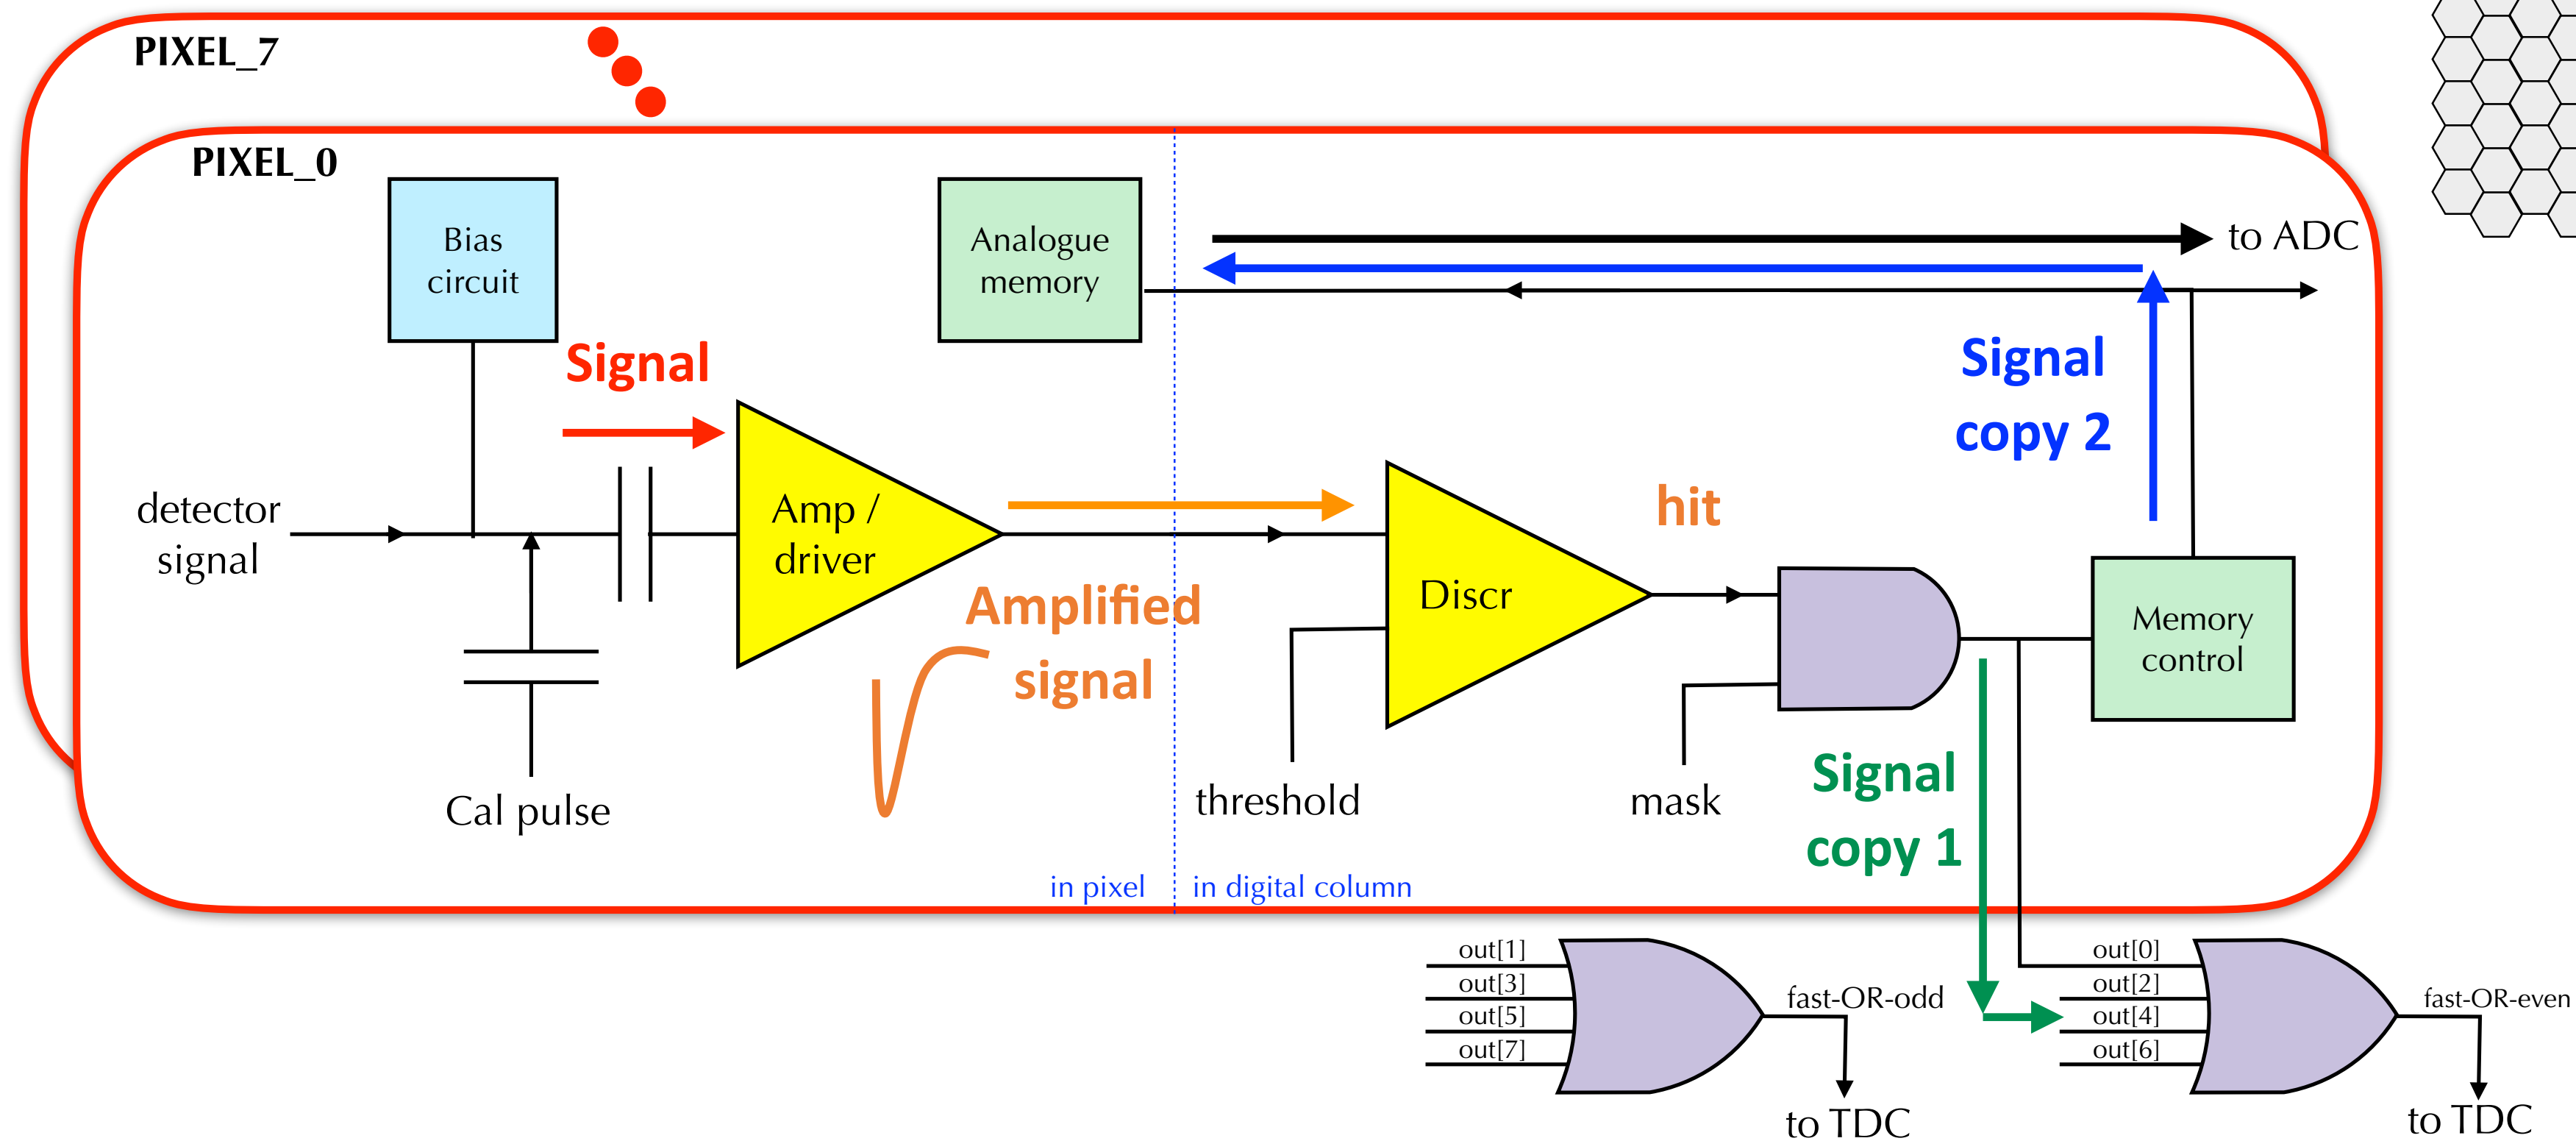 PIXEL_7
PIXEL_0
Bias
circuit
Analogue
memory
to ADC
Signal
Signal
copy 2
detector
signal
Amp /
driver
hit
Amplified
signal
Discr
Memory
control
Cal pulse
threshold
mask
Signal
copy 1
in pixel
in digital column
out[1]
out[3]
out[5]
out[7]
fast-OR-odd
to TDC
out[0]
out[2]
out[4]
out[6]
fast-OR-even
to TDC